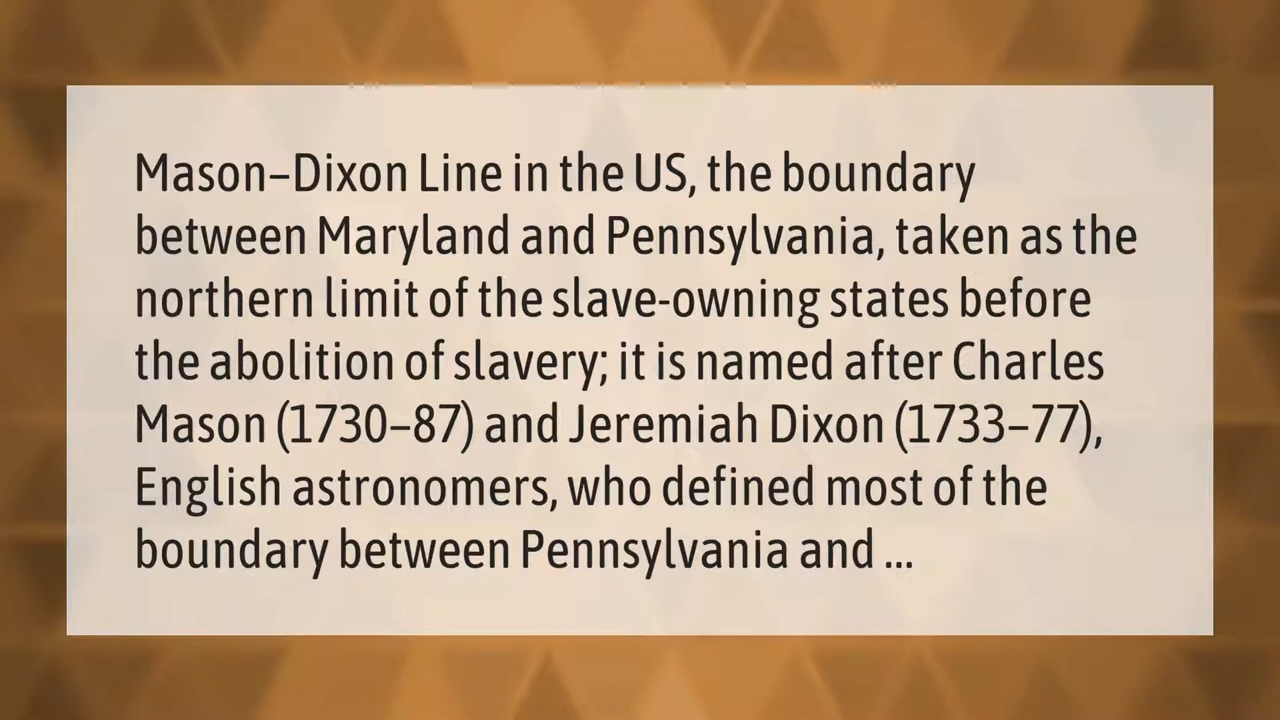 Mason–Dixon Line in the US, the boundary
between Maryland and Pennsylvania, taken as the
northern limit of the slave-owning states before
the abolition of slavery; it is named after Charles
Mason (1730–87) and Jeremiah Dixon (1733–77),
English astronomers, who defined most of the
boundary between Pennsylvania and ...